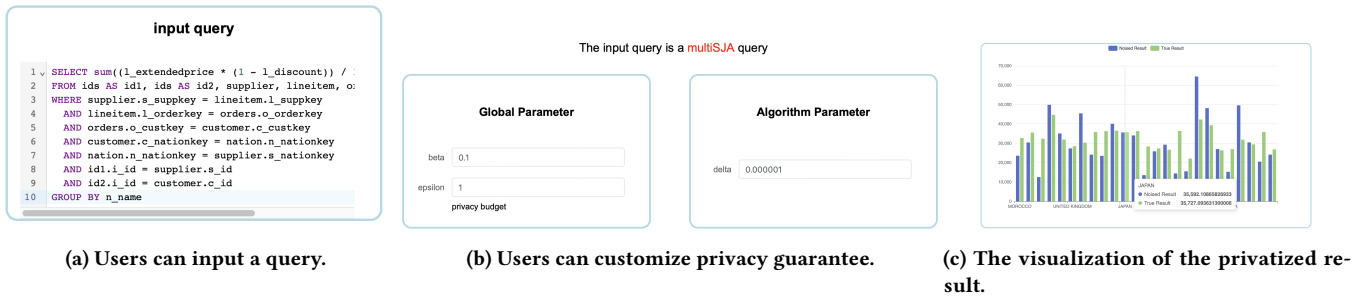 input query
1 SELECT sum((l_extendedprice * (1 - l_discount)) /
2 FROM ids AS id1, ids AS id2, supplier, lineitem,
3 WHERE supplier.s_suppkey = lineitem.l_suppkey
4 AND lineitem.l_orderkey = orders.o_orderkey
5 AND orders.o_custkey = customer.c_custkey
6 AND customer.c_nationkey = nation.n_nationkey
7 AND nation.n_nationkey = supplier.s_nationkey
8 AND id1.i_id = supplier.s_id
9 AND id2.i_id = customer.c_id
10 GROUP BY n_name
(a) Users can input a query.
The input query is a multiSJA query
Global Parameter
beta 0.1
epsilon 1
privacy budget
Algorithm Parameter
delta 0.000001
(b) Users can customize privacy guarantee.
Noised Result True Result
70,000
60,000
50,000
40,000
30,000
20,000
10,000
0
MOROCCO UNITED KINGDOM JAPAN
JAPAN
Noised Result 35,592.10865826933
True Result 35,727.093631300006
(c) The visualization of the privatized re-
sult.